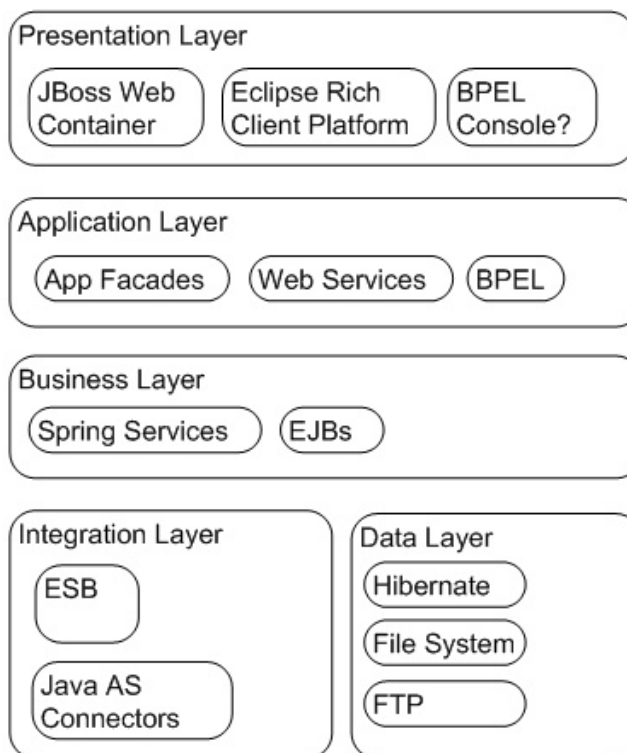 Presentation Layer
JBoss Web
Container
Eclipse Rich
Client Platform
BPEL
Console?
Application Layer
App Facades
Web Services
BPEL
Business Layer
Spring Services
EJBs
Integration Layer
ESB
Java AS
Connectors
Data Layer
Hibernate
File System
FTP